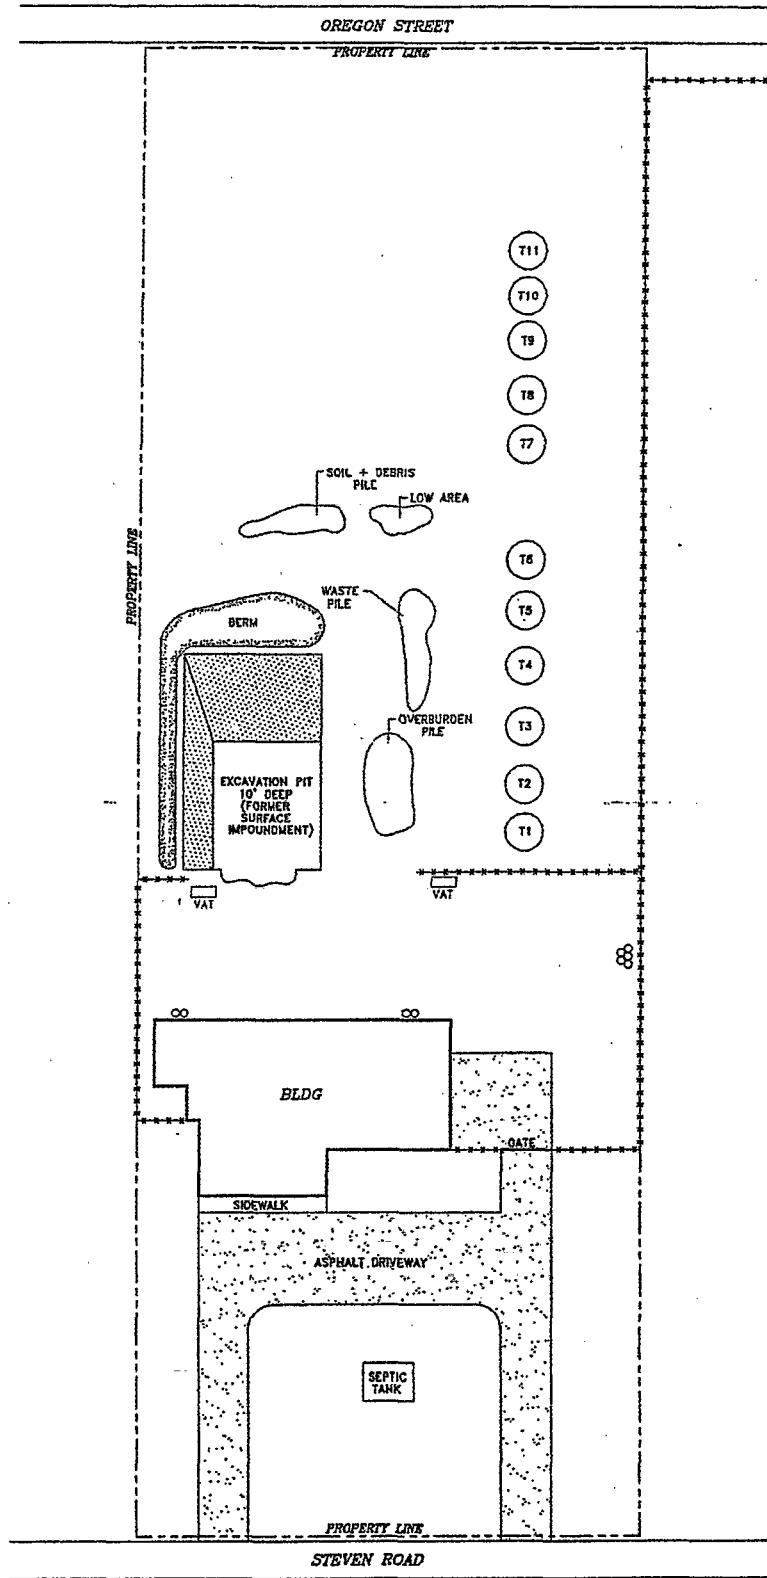 OREGON STREET
PROPERTY LINE
T11
T10
T9
T8
T7
SOIL + DEBRIS
PILE
LOW AREA
PROPERTY LINE
T6
WASTE
PILE
T5
BERM
T4
OVERBURDEN
PILE
T3
EXCAVATION PIT
10' DEEP
(FORMER
SURFACE
IMPOUNDMENT)
T2
T1
VAT
VAT
BLDG
GATE
SIDEWALK
ASPHALT DRIVEWAY
SEPTIC
TANK
PROPERTY LINE
STEVEN ROAD